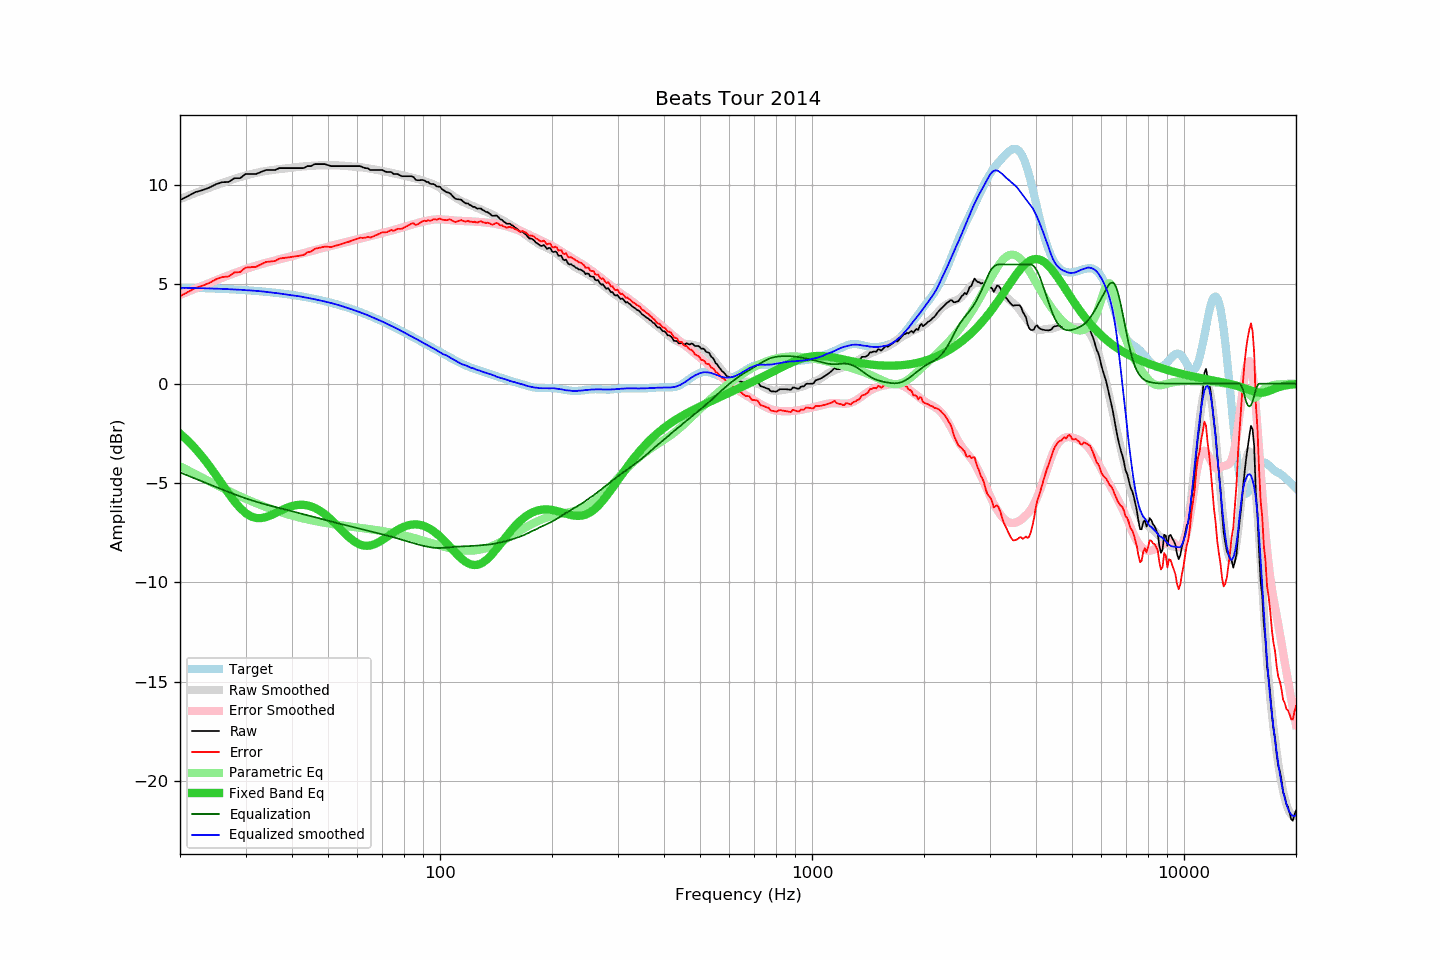 Beats Tour 2014
10
5
0
−5
−10
−15
−20
Amplitude (dBr)
Target
Raw Smoothed
Error Smoothed
Raw
Error
Parametric Eq
Fixed Band Eq
Equalization
Equalized smoothed
100
1000
10000
Frequency (Hz)